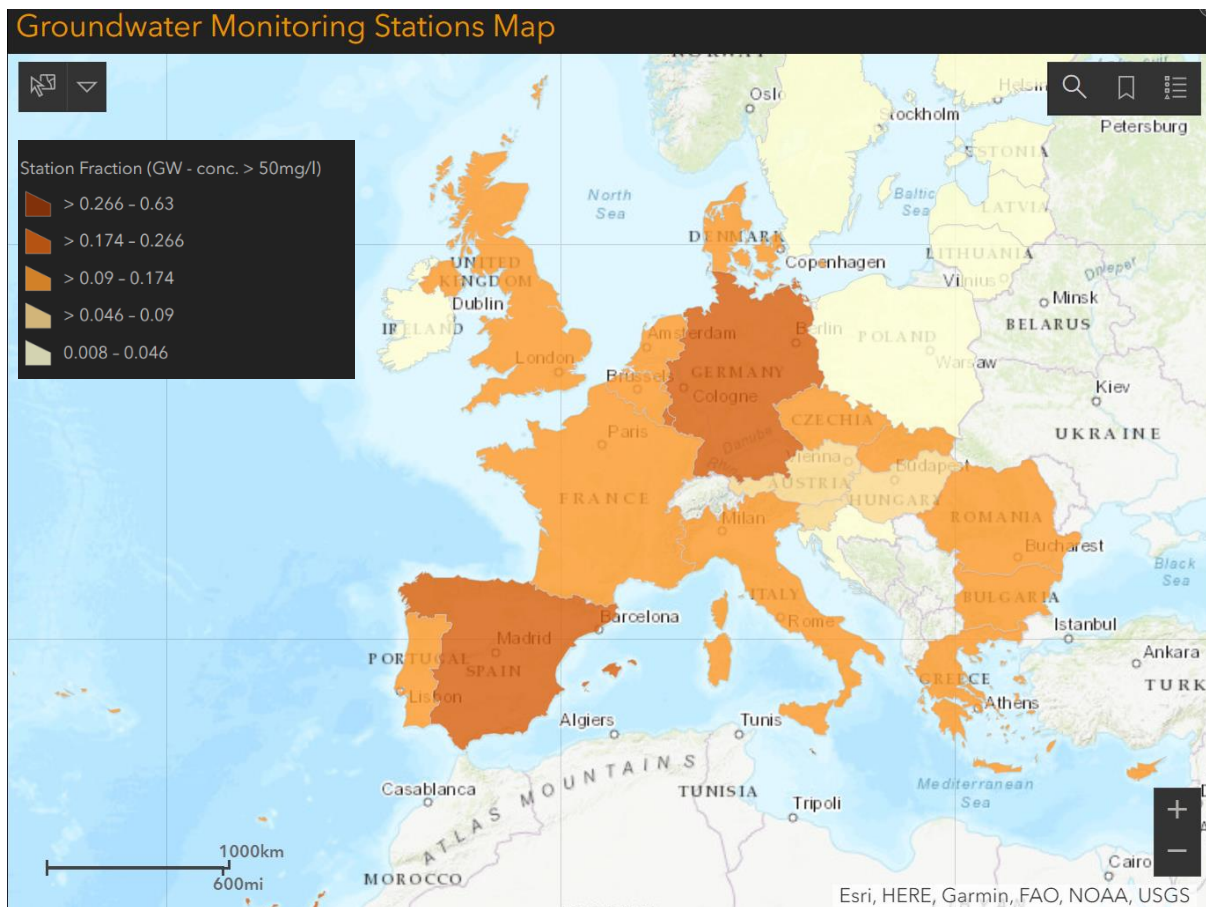 Groundwater Monitoring Stations Map
NORWAY
Oslo
Stockholm
Helsin
Petersburg
Station Fraction (GW - conc. > 50mg/l)
> 0.266 - 0.63
> 0.174 - 0.266
> 0.09 - 0.174
> 0.046 - 0.09
0.008 - 0.046
North
Sea
Baltic
Sea
ESTONIA
LATVIA
LITHUANIA
Vilnius
DENMARK
Copenhagen
UNITED
KINGDOM
Dublin
IRELAND
London
Amsterdam
Brussels
Berlin
GERMANY
Cologne
POLAND
Warsaw
Minsk
BELARUS
Dnieper
Kiev
UKRAINE
Paris
FRANCE
CZECHIA
Danube
Vienna
AUSTRIA
Budapest
HUNGARY
Milan
ROMANIA
Bucharest
BULGARIA
Black
Sea
ITALY
Rome
Barcelona
Madrid
SPAIN
PORTUGAL
Lisbon
Istanbul
Ankara
TURK
GREECE
Athens
Algiers
Tunis
Casablanca
ATLAS MOUNTAINS
TUNISIA
Tripoli
Mediterranean
Sea
MOROCCO
Cairo
1000km
600mi
Esri, HERE, Garmin, FAO, NOAA, USGS